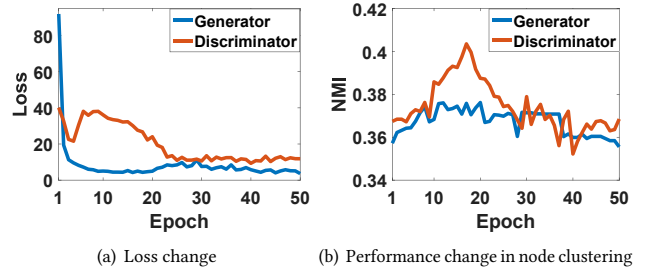 Generator
Discriminator
80
60
40
20
0
Loss
1
10
20
30
40
50
Epoch
(a) Loss change
Generator
Discriminator
0.4
0.38
0.36
0.34
NMI
1
10
20
30
40
50
Epoch
(b) Performance change in node clustering